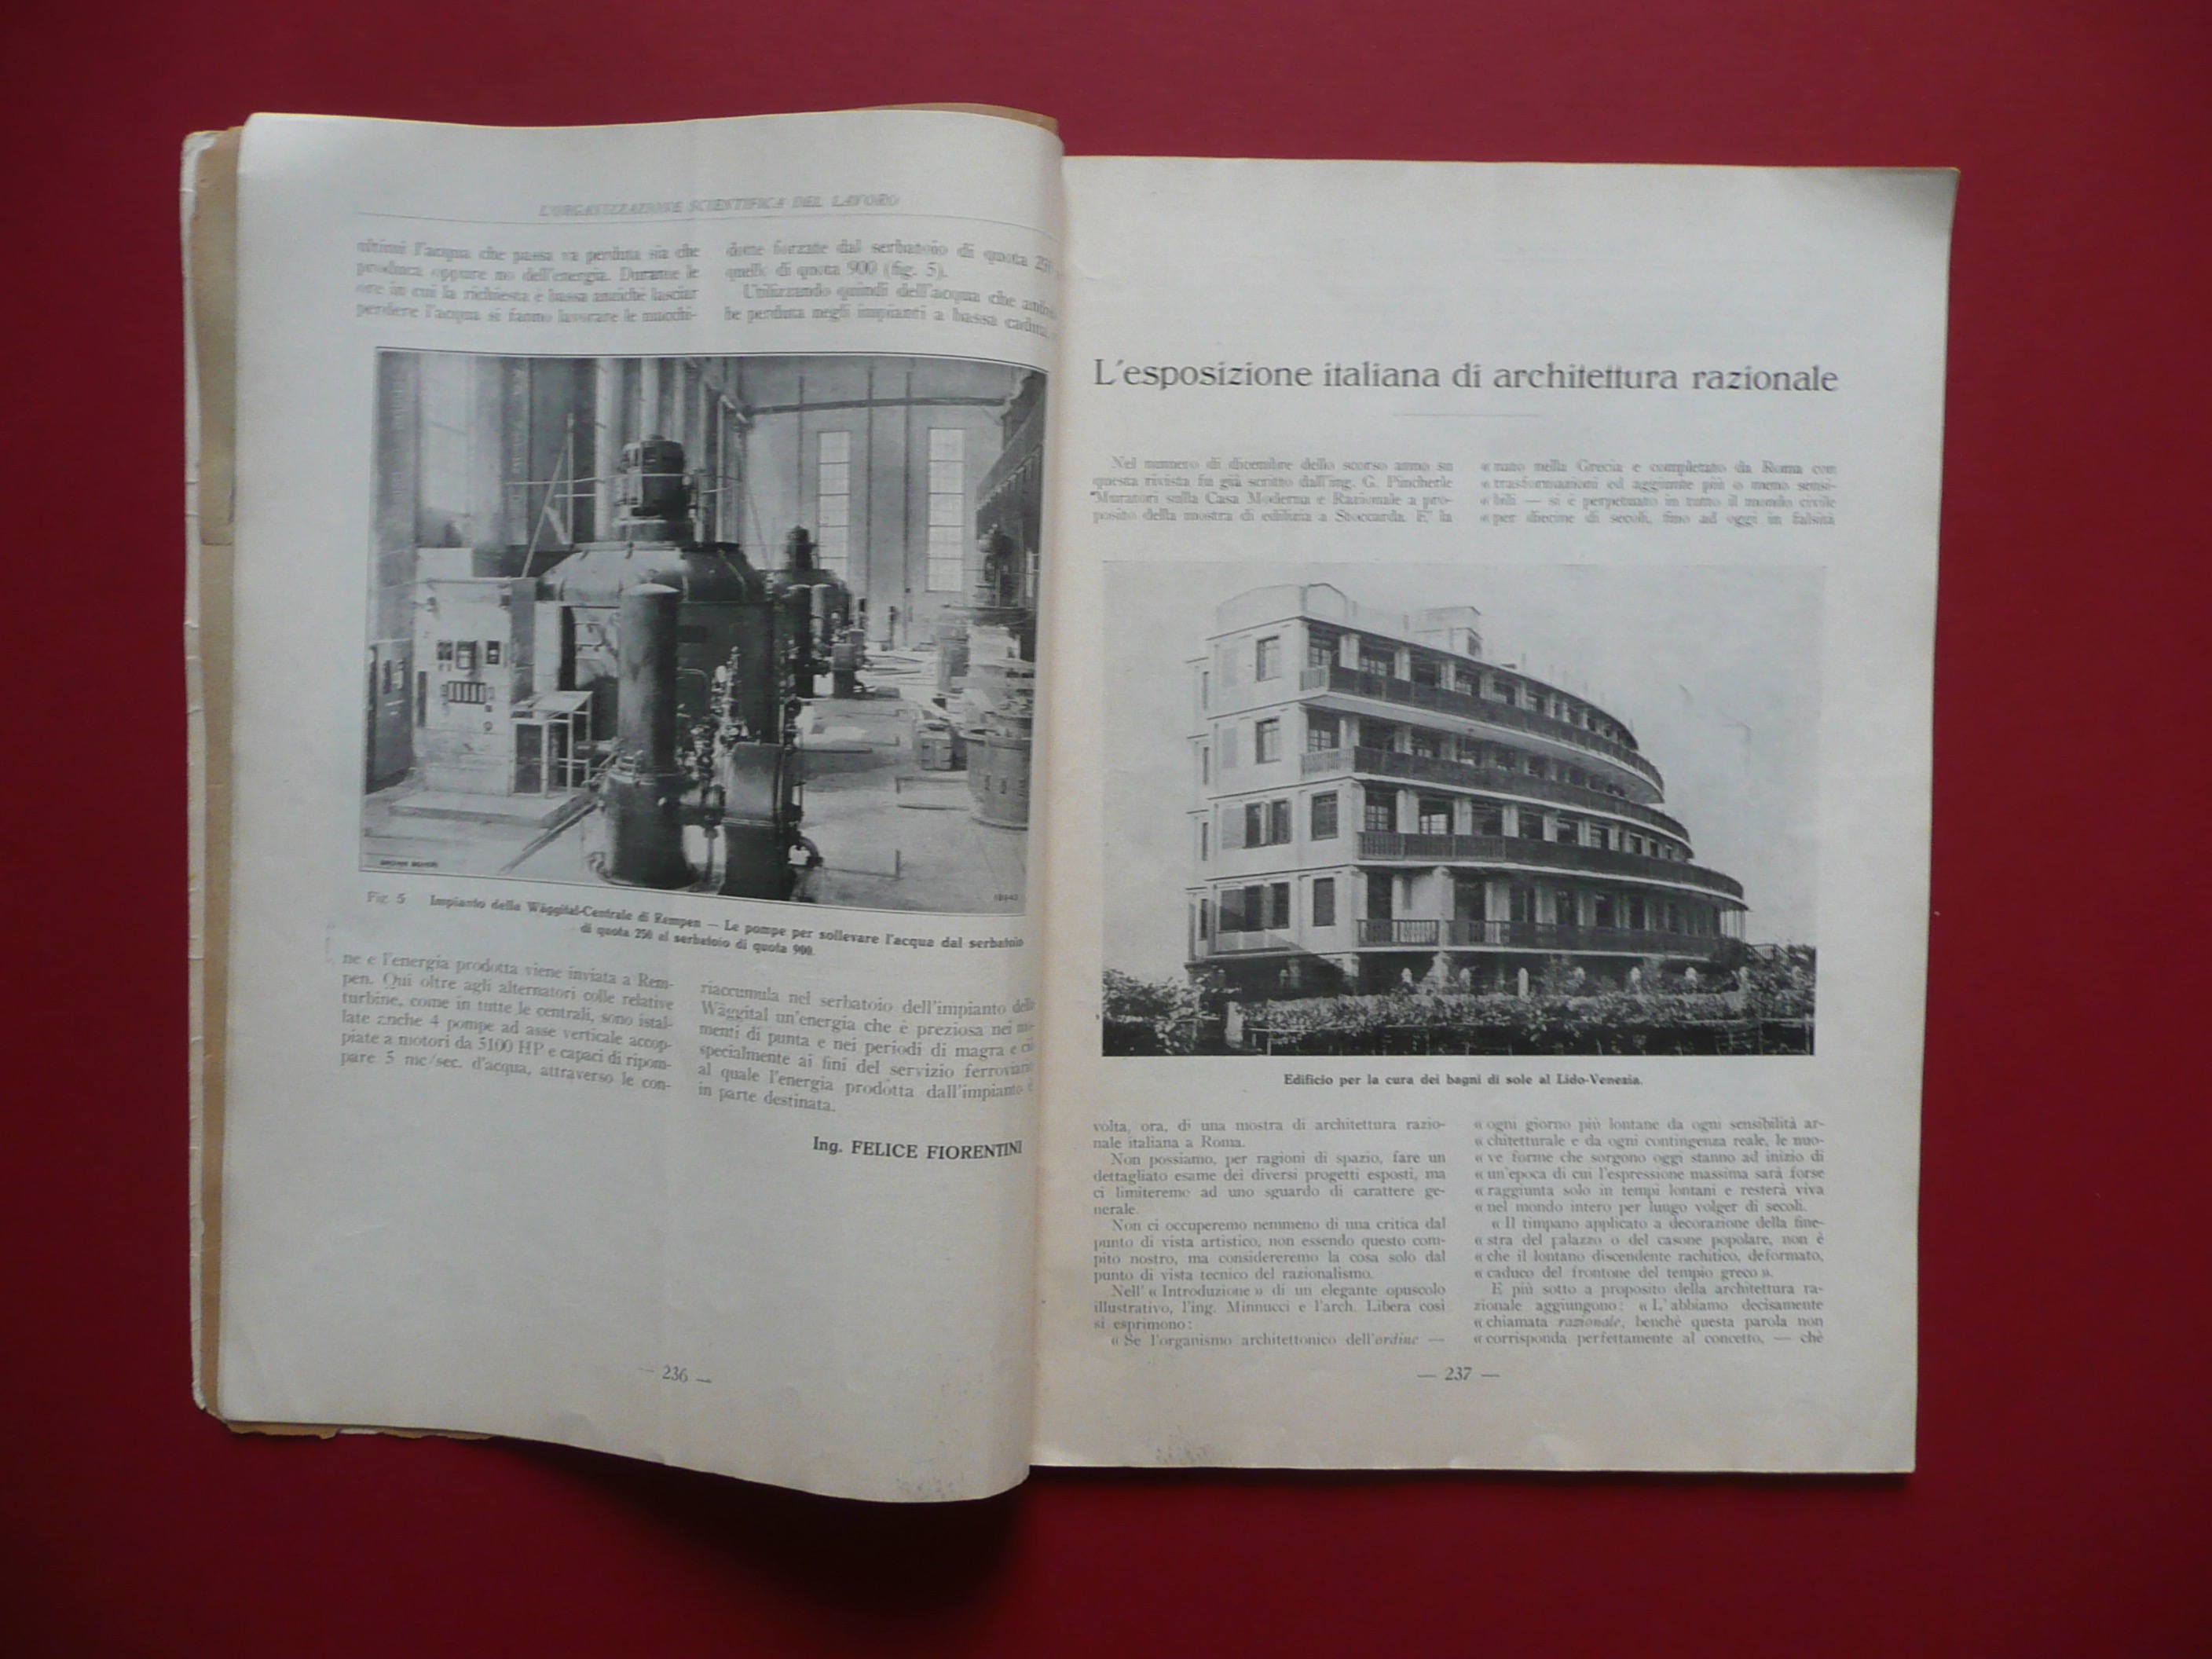 L'ORGANIZZAZIONE SCIENTIFICA DEL LAVORO
ultimi l'acqua che passa va perduta sia che
produca oppure no dell'energia. Durante le
ore in cui la richiesta è bassa anzichè lasciar
perdere l'acqua si fanno lavorare le macchi-
dotte forzate dal serbatoio di quota 250
quello di quota 900 (fig. 5).
Utilizzando quindi dell'acqua che andreb-
be perduta negli impianti a bassa caduta
BROWN BOVERI
Fig. 5 Impianto della Wäggital-Centrale di Rempen — Le pompe per sollevare l'acqua dal serbatoio
di quota 250 al serbatoio di quota 900.
ne e l'energia prodotta viene inviata a Rem-
pen. Qui oltre agli alternatori colle relative
turbine, come in tutte le centrali, sono istal-
late anche 4 pompe ad asse verticale accop-
piate a motori da 5100 HP e capaci di ripom-
pare 5 mc/sec. d'acqua, attraverso le con-
riaccumula nel serbatoio dell'impianto della
Wäggital un'energia che è preziosa nei mo-
menti di punta e nei periodi di magra e ciò
specialmente ai fini del servizio ferroviario
al quale l'energia prodotta dall'impianto è
in parte destinata.
Ing. FELICE FIORENTINI
— 236 —
L'esposizione italiana di architettura razionale
Nel numero di dicembre dello scorso anno su
questa rivista fu già scritto dall'ing. G. Pincherle
Muratori sulla Casa Moderna e Razionale a pro-
posito della mostra di edilizia a Stoccarda. E' la
« nato nella Grecia e completato da Roma con
« trasformazioni ed aggiunte più o meno sensi-
« bili — si è perpetuato in tutto il mondo civile
« per diecine di secoli, fino ad oggi in falsità
Edificio per la cura dei bagni di sole al Lido-Venezia.
volta, ora, di una mostra di architettura razio-
nale italiana a Roma.
Non possiamo, per ragioni di spazio, fare un
dettagliato esame dei diversi progetti esposti, ma
ci limiteremo ad uno sguardo di carattere ge-
nerale.
Non ci occuperemo nemmeno di una critica dal
punto di vista artistico, non essendo questo com-
pito nostro, ma considereremo la cosa solo dal
punto di vista tecnico del razionalismo.
Nell' « Introduzione » di un elegante opuscolo
illustrativo, l'ing. Minnucci e l'arch. Libera così
si esprimono:
« Se l'organismo architettonico dell'ordine —
« ogni giorno più lontane da ogni sensibilità ar-
« chitetturale e da ogni contingenza reale, le nuo-
« ve forme che sorgono oggi stanno ad inizio di
« un'epoca di cui l'espressione massima sarà forse
« raggiunta solo in tempi lontani e resterà viva
« nel mondo intero per lungo volger di secoli.
« Il timpano applicato a decorazione della fine-
« stra del palazzo o del casone popolare, non è
« che il lontano discendente rachitico, deformato,
« caduco del frontone del tempio greco ».
E più sotto a proposito della architettura ra-
zionale aggiungono: « L'abbiamo decisamente
« chiamata razionale, benchè questa parola non
« corrisponda perfettamente al concetto, — chè
— 237 —